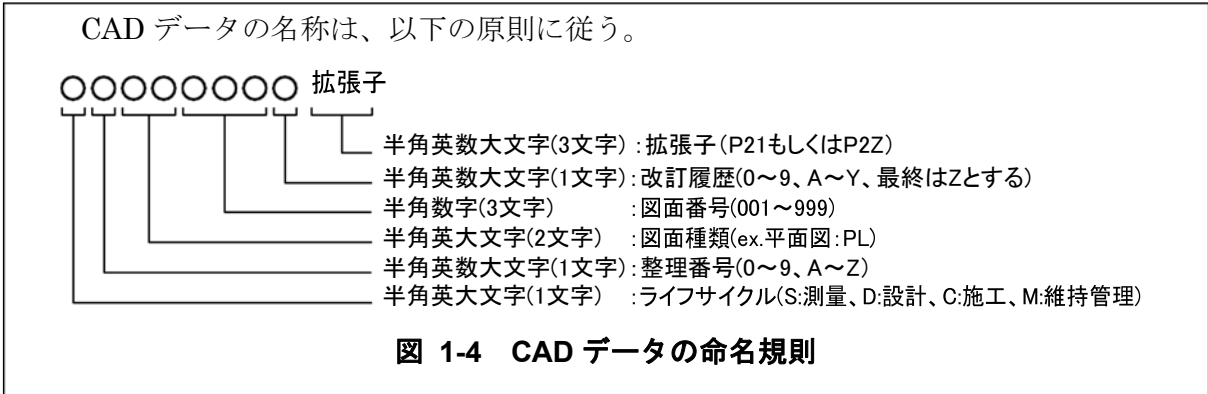 CAD データの名称は、以下の原則に従う。
○○○○○○○○ 拡張子
半角英数大文字(3文字):拡張子(P21もしくはP2Z)
半角英数大文字(1文字):改訂履歴(0～9、A～Y、最終はZとする)
半角数字(3文字) :図面番号(001～999)
半角英大文字(2文字) :図面種類(ex.平面図:PL)
半角英数大文字(1文字):整理番号(0～9、A～Z)
半角英大文字(1文字) :ライフサイクル(S:測量、D:設計、C:施工、M:維持管理)
図 1-4 CAD データの命名規則